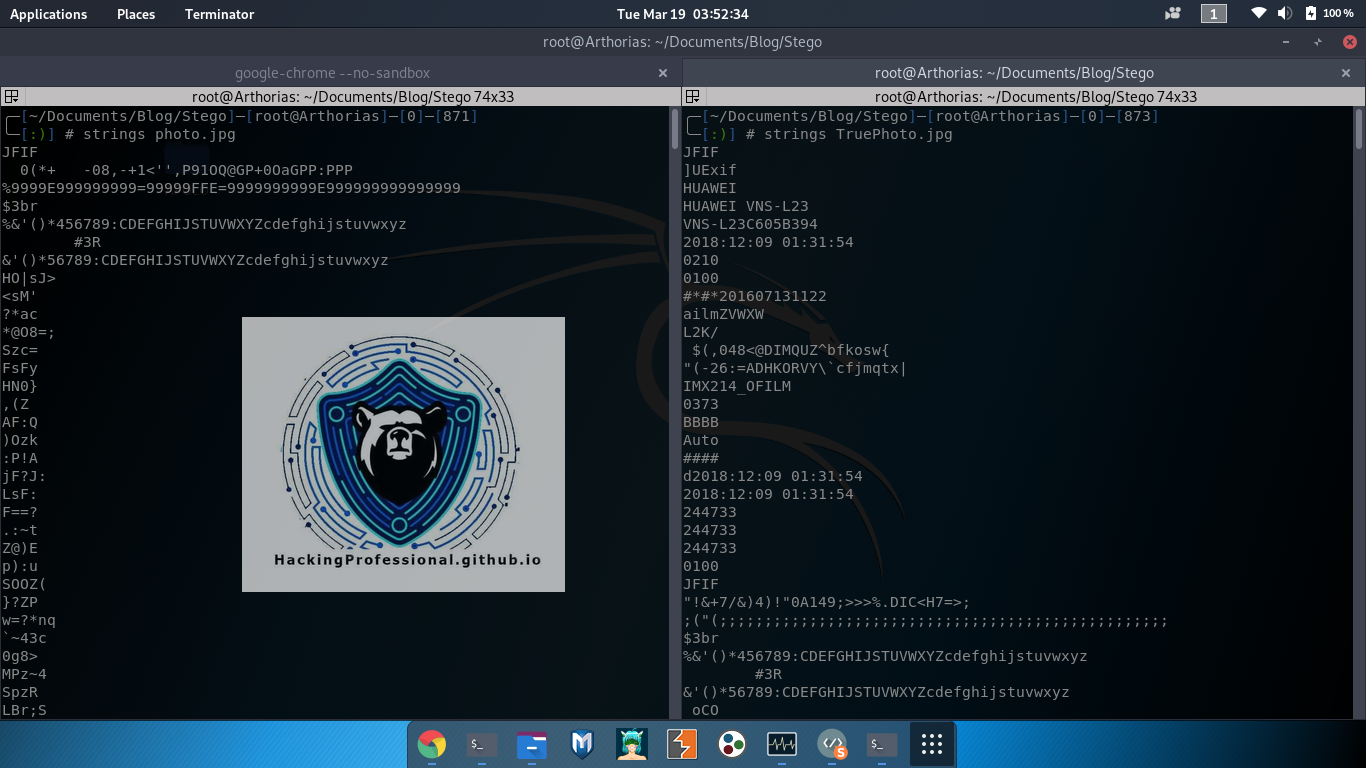 Applications Places Terminator Tue Mar 19 03:52:34 1 100 %
root@Arthorias: ~/Documents/Blog/Stego
google-chrome --no-sandbox
root@Arthorias: ~/Documents/Blog/Stego
root@Arthorias: ~/Documents/Blog/Stego 74x33
[~/Documents/Blog/Stego]—[root@Arthorias]—[0]—[871]
[:)] # strings photo.jpg
JFIF
0(*+   -08,-+1<'',P91OQ@GP+0OaGPP:PPP
%9999E999999999=99999FFE=9999999999E999999999999999
$3br
%&'()*456789:CDEFGHIJSTUVWXYZcdefghijstuvwxyz
#3R
&'()*56789:CDEFGHIJSTUVWXYZcdefghijstuvwxyz
HO|sJ>
<sM'
?*ac
*@O8=;
Szc=
FsFy
HN0}
,(Z
AF:Q
)Ozk
:P!A
jF?J:
LsF:
F==?
.:~t
Z@)E
p):u
SOOZ(
}?ZP
w=?*nq
`~43c
0g8>
MPz~4
SpzR
LBr;S
HackingProfessional.github.io
root@Arthorias: ~/Documents/Blog/Stego 74x33
[~/Documents/Blog/Stego]—[root@Arthorias]—[0]—[873]
[:)] # strings TruePhoto.jpg
JFIF
]UExif
HUAWEI
HUAWEI VNS-L23
VNS-L23C605B394
2018:12:09 01:31:54
0210
0100
#*#*201607131122
ailmZVWXW
L2K/
$(,048<@DIMQUZ^bfkosw{
"(-26:=ADHKORVY\`cfjmqtx|
IMX214_OFILM
0373
BBBB
Auto
####
d2018:12:09 01:31:54
2018:12:09 01:31:54
244733
244733
244733
0100
JFIF
"!&+7/&)4)!"0A149;>>>%.DIC<H7=>;
;("(;;;;;;;;;;;;;;;;;;;;;;;;;;;;;;;;;;;;;;;;;;;;;;;;;;
$3br
%&'()*456789:CDEFGHIJSTUVWXYZcdefghijstuvwxyz
#3R
&'()*56789:CDEFGHIJSTUVWXYZcdefghijstuvwxyz
oCO